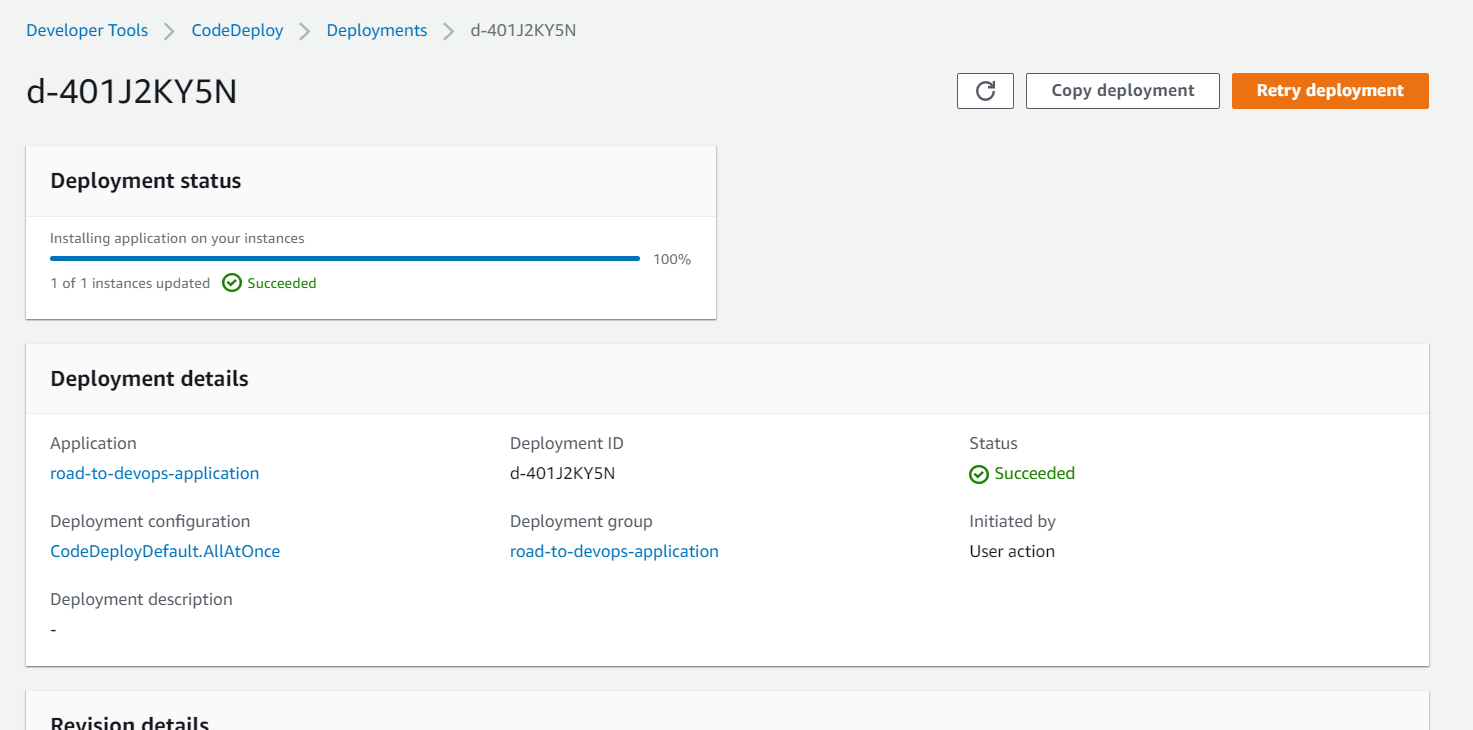 Developer Tools > CodeDeploy > Deployments > d-401J2KY5N
d-401J2KY5N
Copy deployment
Retry deployment
Deployment status
Installing application on your instances
100%
1 of 1 instances updated Succeeded
Deployment details
Application Deployment ID Status
road-to-devops-application d-401J2KY5N Succeeded
Deployment configuration Deployment group Initiated by
CodeDeployDefault.AllAtOnce road-to-devops-application User action
Deployment description
-
Revision details